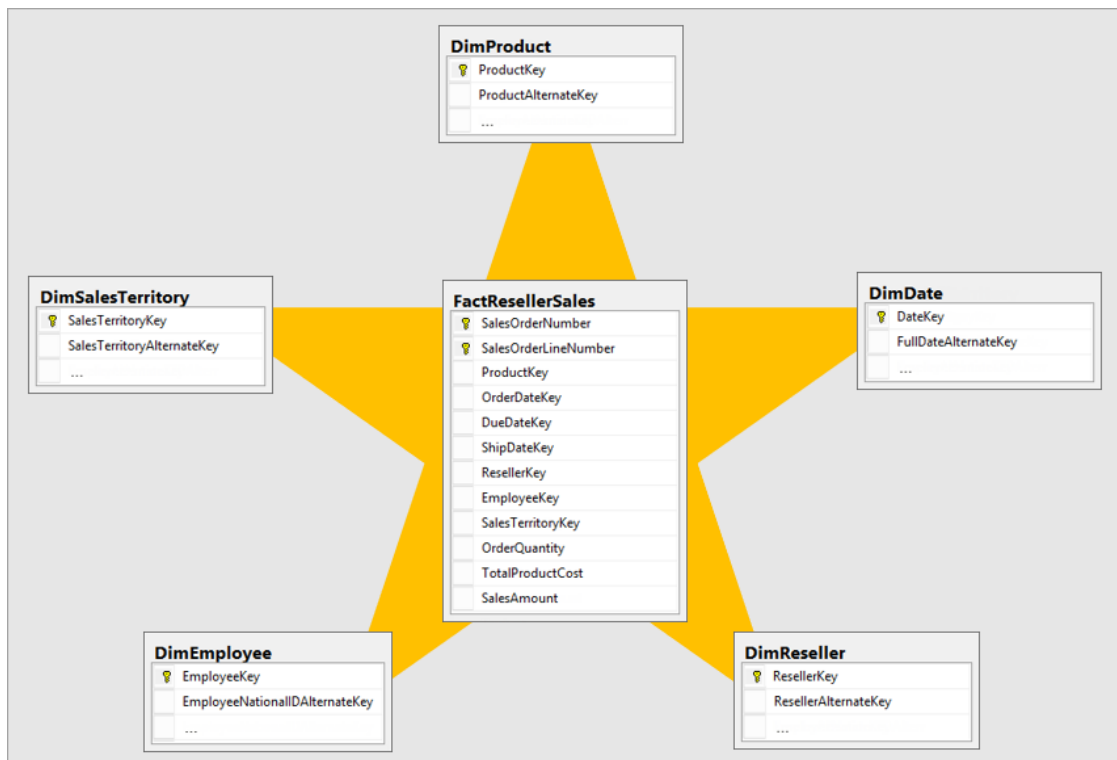 DimProduct
ProductKey
ProductAlternateKey
...
DimSalesTerritory
SalesTerritoryKey
SalesTerritoryAlternateKey
...
FactResellerSales
SalesOrderNumber
SalesOrderLineNumber
ProductKey
OrderDateKey
DueDateKey
ShipDateKey
ResellerKey
EmployeeKey
SalesTerritoryKey
OrderQuantity
TotalProductCost
SalesAmount
DimDate
DateKey
FullDateAlternateKey
...
DimEmployee
EmployeeKey
EmployeeNationalIDAlternateKey
...
DimReseller
ResellerKey
ResellerAlternateKey
...